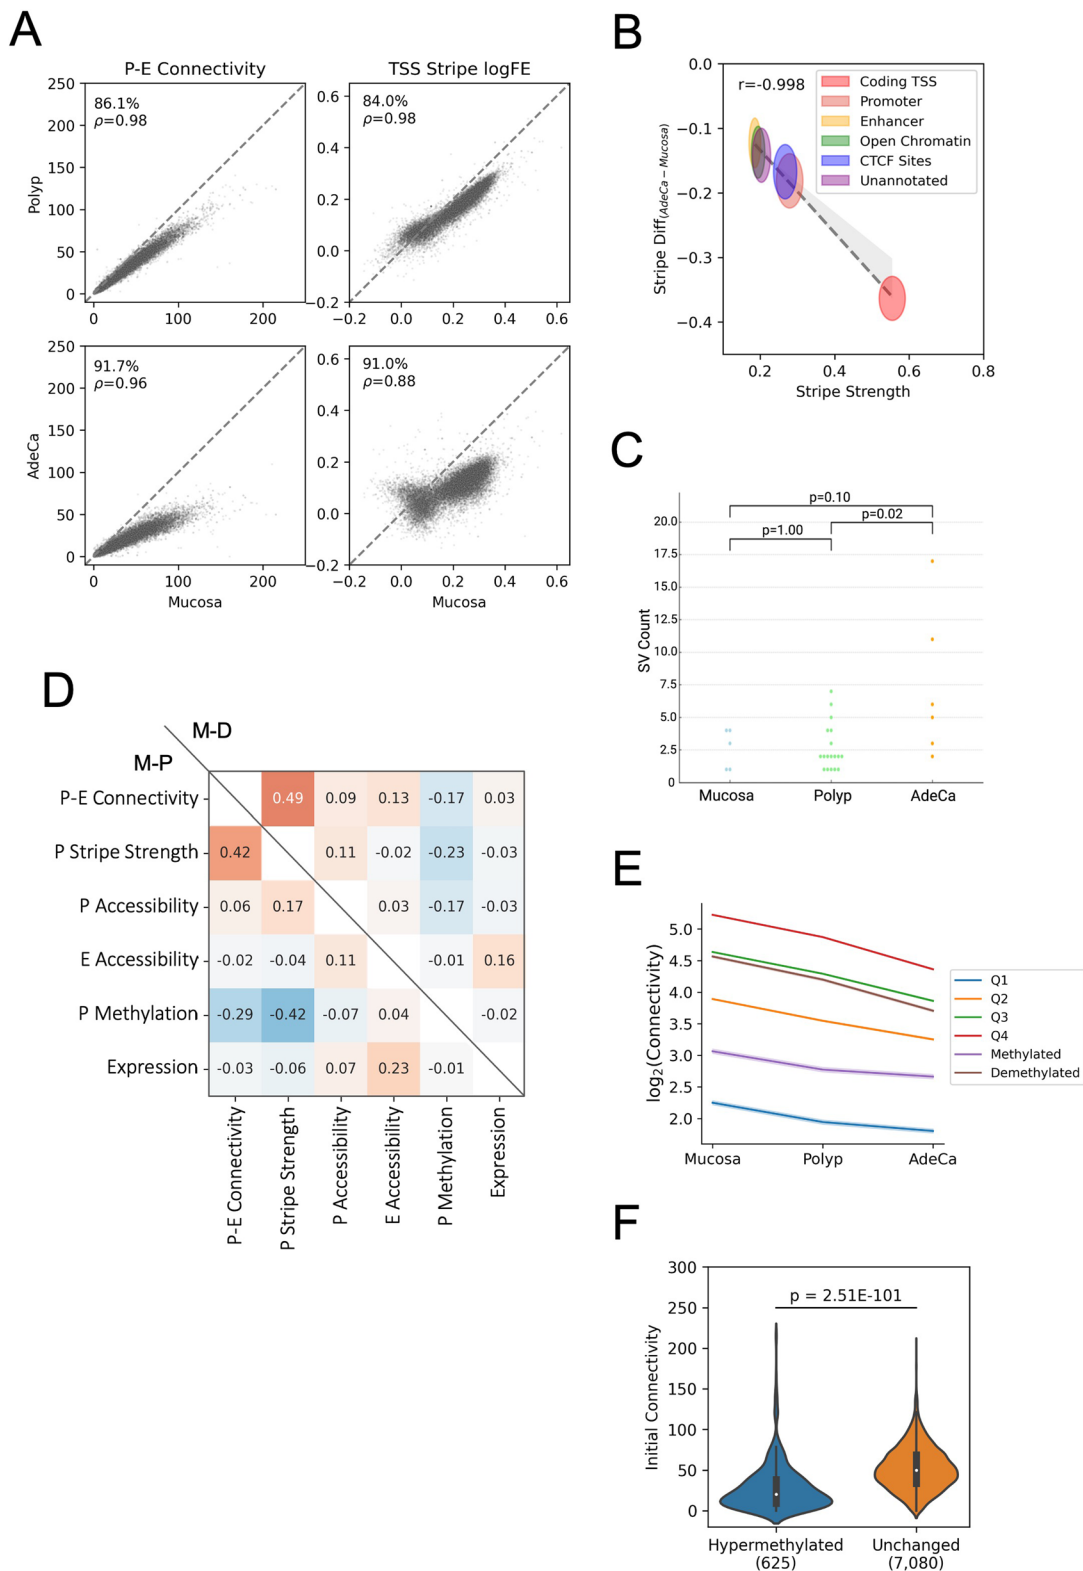 A
P-E Connectivity
TSS Stripe logFE
Polyp
250
200
150
100
50
0
86.1%
ρ=0.98
0 100 200
0.6
0.4
0.2
0.0
−0.2
84.0%
ρ=0.98
−0.2 0.0 0.2 0.4 0.6
AdeCa
250
200
150
100
50
0
91.7%
ρ=0.96
0 100 200
Mucosa
0.6
0.4
0.2
0.0
−0.2
91.0%
ρ=0.88
−0.2 0.0 0.2 0.4 0.6
Mucosa
B
Stripe Diff(AdeCa−Mucosa)
0.0
−0.1
−0.2
−0.3
−0.4
r=-0.998
Coding TSS
Promoter
Enhancer
Open Chromatin
CTCF Sites
Unannotated
0.2 0.4 0.6 0.8
Stripe Strength
C
SV Count
20.0
17.5
15.0
12.5
10.0
7.5
5.0
2.5
0
p=0.10
p=0.02
p=1.00
Mucosa Polyp AdeCa
D
M-D
M-P
P-E Connectivity 0.49 0.09 0.13 -0.17 0.03
P Stripe Strength 0.42 0.11 -0.02 -0.23 -0.03
P Accessibility 0.06 0.17 0.03 -0.17 -0.03
E Accessibility -0.02 -0.04 0.11 -0.01 0.16
P Methylation -0.29 -0.42 -0.07 0.04 -0.02
Expression -0.03 -0.06 0.07 0.23 -0.01
P-E Connectivity
P Stripe Strength
P Accessibility
E Accessibility
P Methylation
Expression
E
log2(Connectivity)
5.0
4.5
4.0
3.5
3.0
2.5
2.0
Mucosa Polyp AdeCa
Q1
Q2
Q3
Q4
Methylated
Demethylated
F
Initial Connectivity
300
250
200
150
100
50
0
p = 2.51E-101
Hypermethylated
(625)
Unchanged
(7,080)